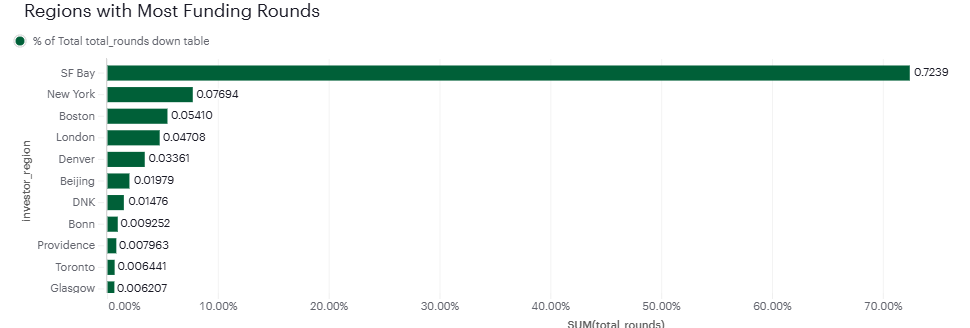 Regions with Most Funding Rounds
% of Total total_rounds down table
investor_region
SF Bay 0.7239
New York 0.07694
Boston 0.05410
London 0.04708
Denver 0.03361
Beijing 0.01979
DNK 0.01476
Bonn 0.009252
Providence 0.007963
Toronto 0.006441
Glasgow 0.006207
0.00% 10.00% 20.00% 30.00% 40.00% 50.00% 60.00% 70.00%
SUM(total_rounds)